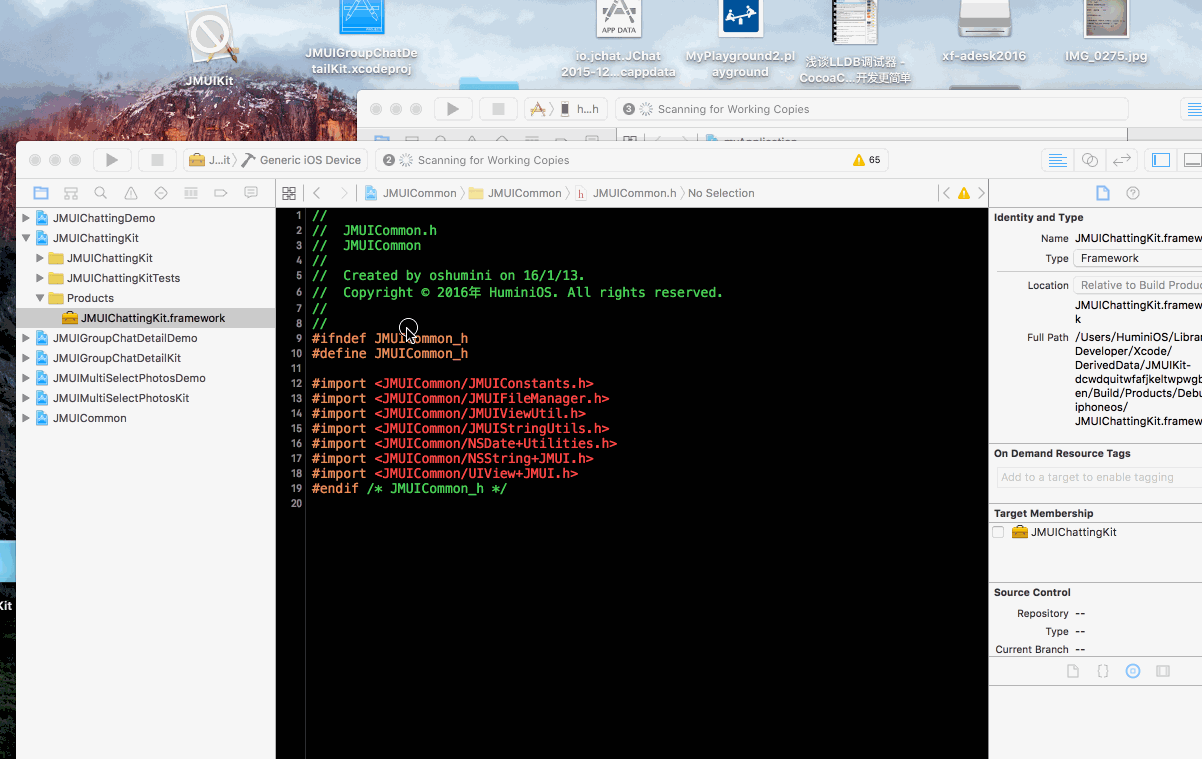 APP DATA
JMUIKit
JMUIGroupChatDe
tailKit.xcodeproj
io.jchat.JChat
2015-12...cappdata
MyPlayground2.pl
ayground
浅谈LLDB调试器 -
CocoaC...开发更简单
xf-adesk2016
IMG_0275.jpg
h...h
3 Scanning for Working Copies
J...it 〉 Generic iOS Device
2 Scanning for Working Copies
65
JMUICommon 〉 JMUICommon 〉 h JMUICommon.h 〉 No Selection
JMUIChattingDemo
JMUIChattingKit
JMUIChattingKit
JMUIChattingKitTests
Products
JMUIChattingKit.framework
JMUIGroupChatDetailDemo
JMUIGroupChatDetailKit
JMUIMultiSelectPhotosDemo
JMUIMultiSelectPhotosKit
JMUICommon
Kit
1 //
2 //  JMUICommon.h
3 //  JMUICommon
4 //
5 //  Created by oshumini on 16/1/13.
6 //  Copyright © 2016年 HuminiOS. All rights reserved.
7 //
8 //
9 #ifndef JMUICommon_h
10 #define JMUICommon_h
11
12 #import <JMUICommon/JMUIConstants.h>
13 #import <JMUICommon/JMUIFileManager.h>
14 #import <JMUICommon/JMUIViewUtil.h>
15 #import <JMUICommon/JMUIStringUtils.h>
16 #import <JMUICommon/NSDate+Utilities.h>
17 #import <JMUICommon/NSString+JMUI.h>
18 #import <JMUICommon/UIView+JMUI.h>
19 #endif /* JMUICommon_h */
20
Identity and Type
Name JMUIChattingKit.framew
Type Framework
Location Relative to Build Produc
JMUIChattingKit.framewor
k
Full Path /Users/HuminiOS/Librar
Developer/Xcode/
DerivedData/JMUIKit-
dcwdquitwfafjkeltwpwgb
en/Build/Products/Debu
iphoneos/
JMUIChattingKit.framew
On Demand Resource Tags
Add to a target to enable tagging
Target Membership
JMUIChattingKit
Source Control
Repository --
Type --
Current Branch --